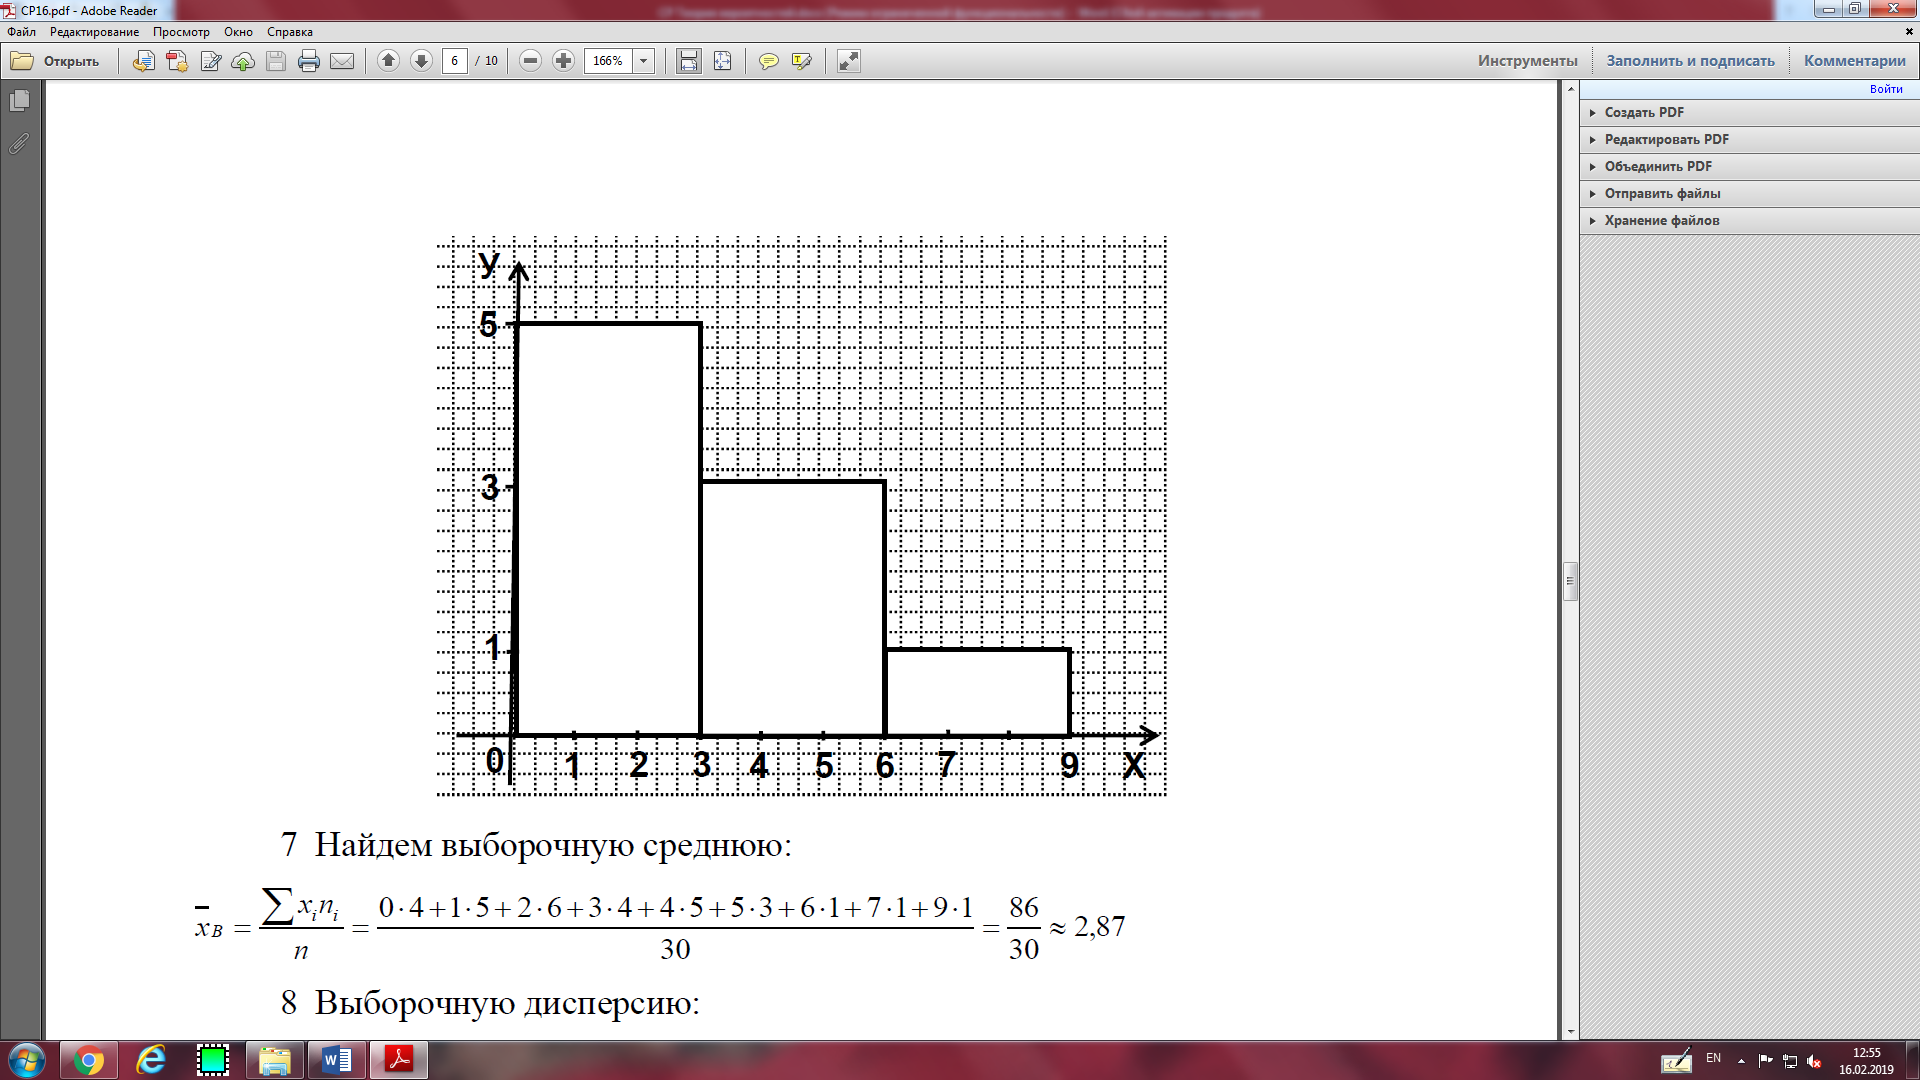 CP16.pdf - Adobe Reader
Файл Редактирование Просмотр Окно Справка
Открыть 6 / 10 166% Инструменты Заполнить и подписать Комментарии
Войти
Создать PDF
Редактировать PDF
Объединить PDF
Отправить файлы
Хранение файлов
У
5
3
1
0 1 2 3 4 5 6 7 9 X
7 Найдем выборочную среднюю:
x̄_B = ∑ x_i n_i / n = (0·4+1·5+2·6+3·4+4·5+5·3+6·1+7·1+9·1) / 30 = 86/30 ≈ 2,87
8 Выборочную дисперсию:
EN 12:55
16.02.2019